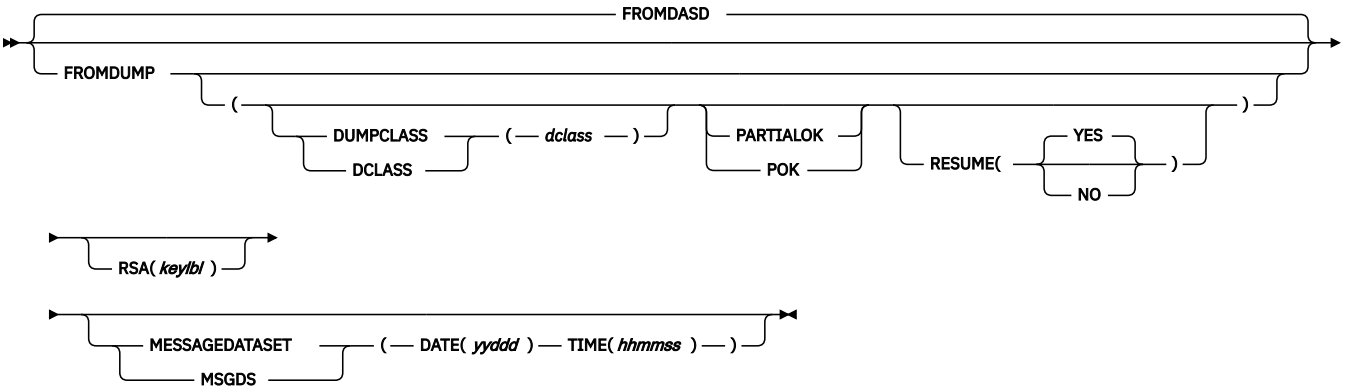 FROMDASD
FROMDUMP
( DUMPCLASS ( dclass ) PARTIALOK RESUME( YES ) )
DCLASS POK NO
RSA( keylbl )
MESSAGEDATASET ( DATE( yyddd ) TIME( hhmmss ) )
MSGDS